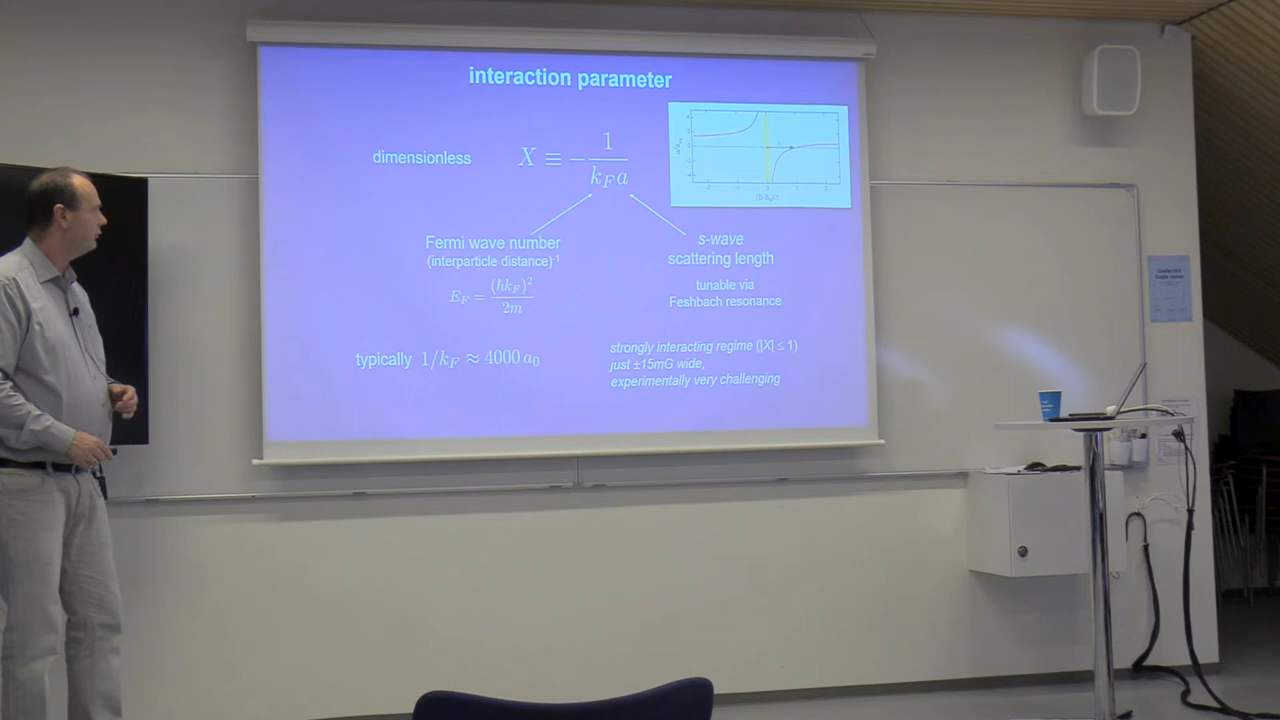 interaction parameter
dimensionless
X ≡ − 1 / k_F a
Fermi wave number
(interparticle distance)⁻¹
E_F = (ħk_F)² / 2m
s-wave
scattering length
tunable via
Feshbach resonance
typically 1/k_F ≈ 4000 a₀
strongly interacting regime (|X| ≤ 1)
just ±15mG wide,
experimentally very challenging